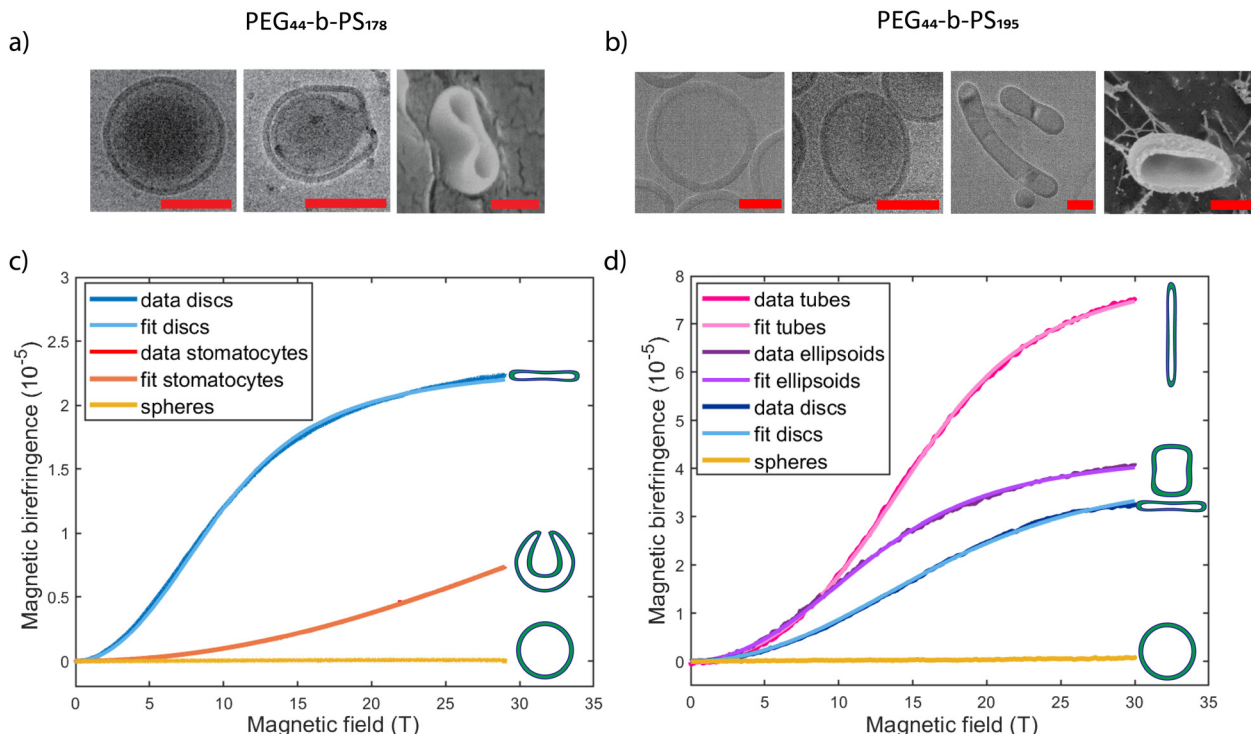 PEG₄₄-b-PS₁₇₈
PEG₄₄-b-PS₁₉₅
a)
b)
c)
3
2.5
2
1.5
1
0.5
0
Magnetic birefringence (10⁻⁵)
data discs
fit discs
data stomatocytes
fit stomatocytes
spheres
0 5 10 15 20 25 30 35
Magnetic field (T)
d)
8
7
6
5
4
3
2
1
0
Magnetic birefringence (10⁻⁵)
data tubes
fit tubes
data ellipsoids
fit ellipsoids
data discs
fit discs
spheres
0 5 10 15 20 25 30 35
Magnetic field (T)